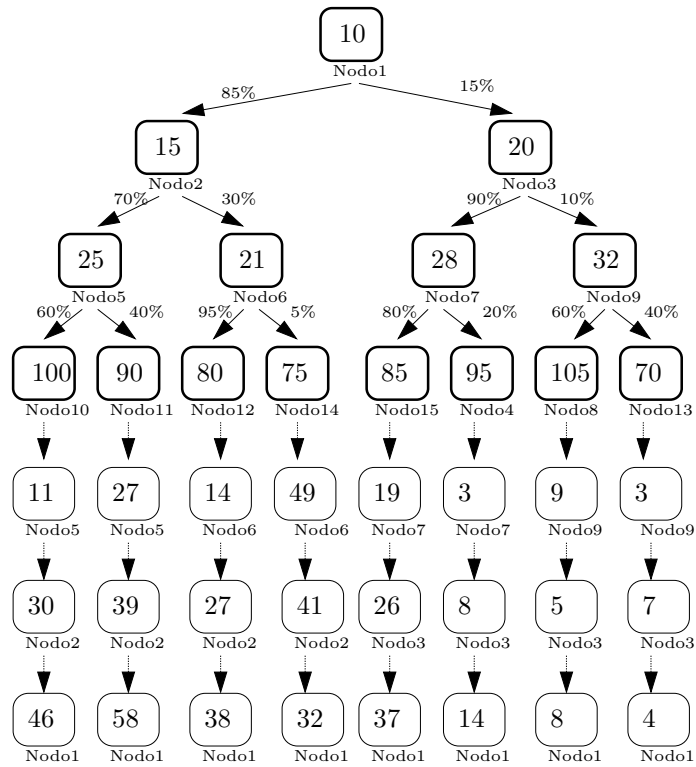 10
Nodo1
85% 15%
15 20
Nodo2 Nodo3
70% 30% 90% 10%
25 21 28 32
Nodo5 Nodo6 Nodo7 Nodo9
60% 40% 95% 5% 80% 20% 60% 40%
100 90 80 75 85 95 105 70
Nodo10 Nodo11 Nodo12 Nodo14 Nodo15 Nodo4 Nodo8 Nodo13
11 27 14 49 19 3 9 3
Nodo5 Nodo5 Nodo6 Nodo6 Nodo7 Nodo7 Nodo9 Nodo9
30 39 27 41 26 8 5 7
Nodo2 Nodo2 Nodo2 Nodo2 Nodo3 Nodo3 Nodo3 Nodo3
46 58 38 32 37 14 8 4
Nodo1 Nodo1 Nodo1 Nodo1 Nodo1 Nodo1 Nodo1 Nodo1